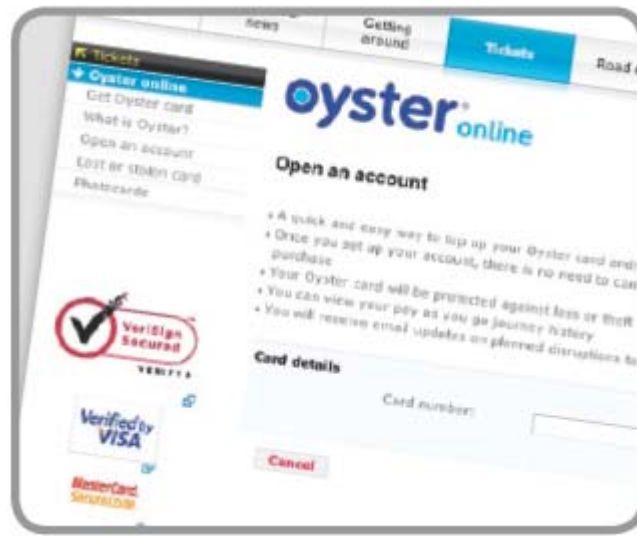 news
Getting
around
Tickets
Road
Tickets
Oyster online
Get Oyster card
What is Oyster?
Open an account
Lost or stolen card
Photocards
oyster online
Open an account
A quick and easy way to top up your Oyster card
Once you set up your account, there is no need to
purchase
Your Oyster card will be protected against loss or theft
You can view your pay as you go journey history
You will receive email updates on planned disruptions to
VeriSign
Secured
VERIFY
Verified by
VISA
MasterCard.
SecureCode
Card details
Card number:
Cancel